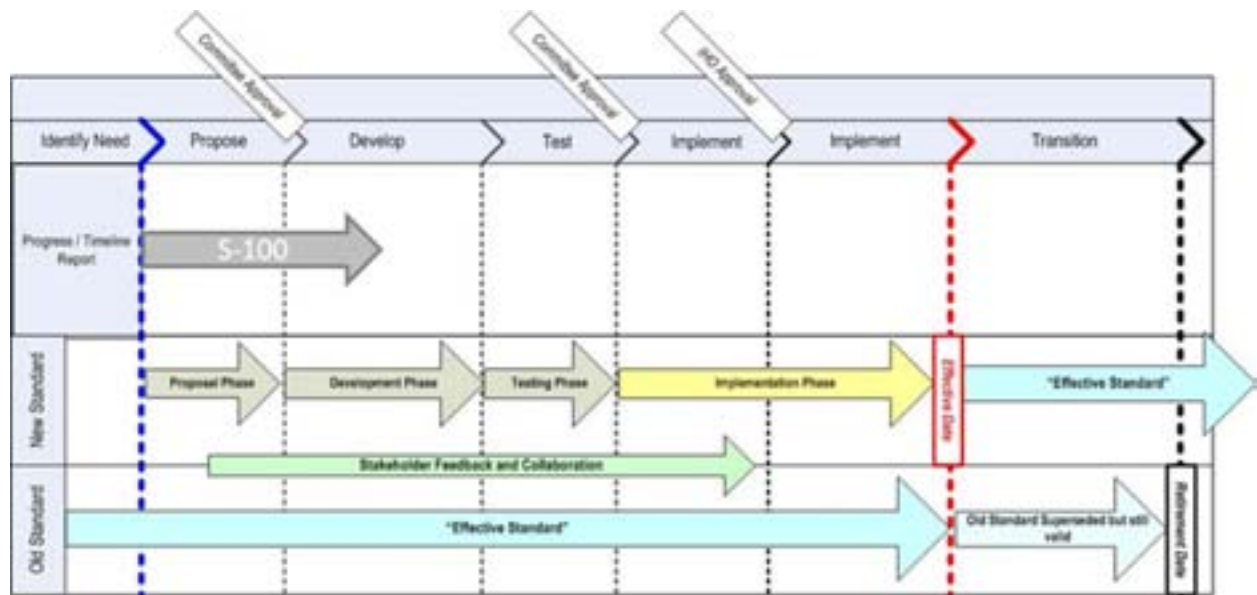 Committee Approval
Committee Approval
IHO Approval
Identify Need
Propose
Develop
Test
Implement
Implement
Transition
Progress / Timeline
Report
S-100
New Standard
Proposal Phase
Development Phase
Testing Phase
Implementation Phase
Effective Date
"Effective Standard"
Stakeholder Feedback and Collaboration
Old Standard
"Effective Standard"
Old Standard Superseded but still
valid
Retirement Date